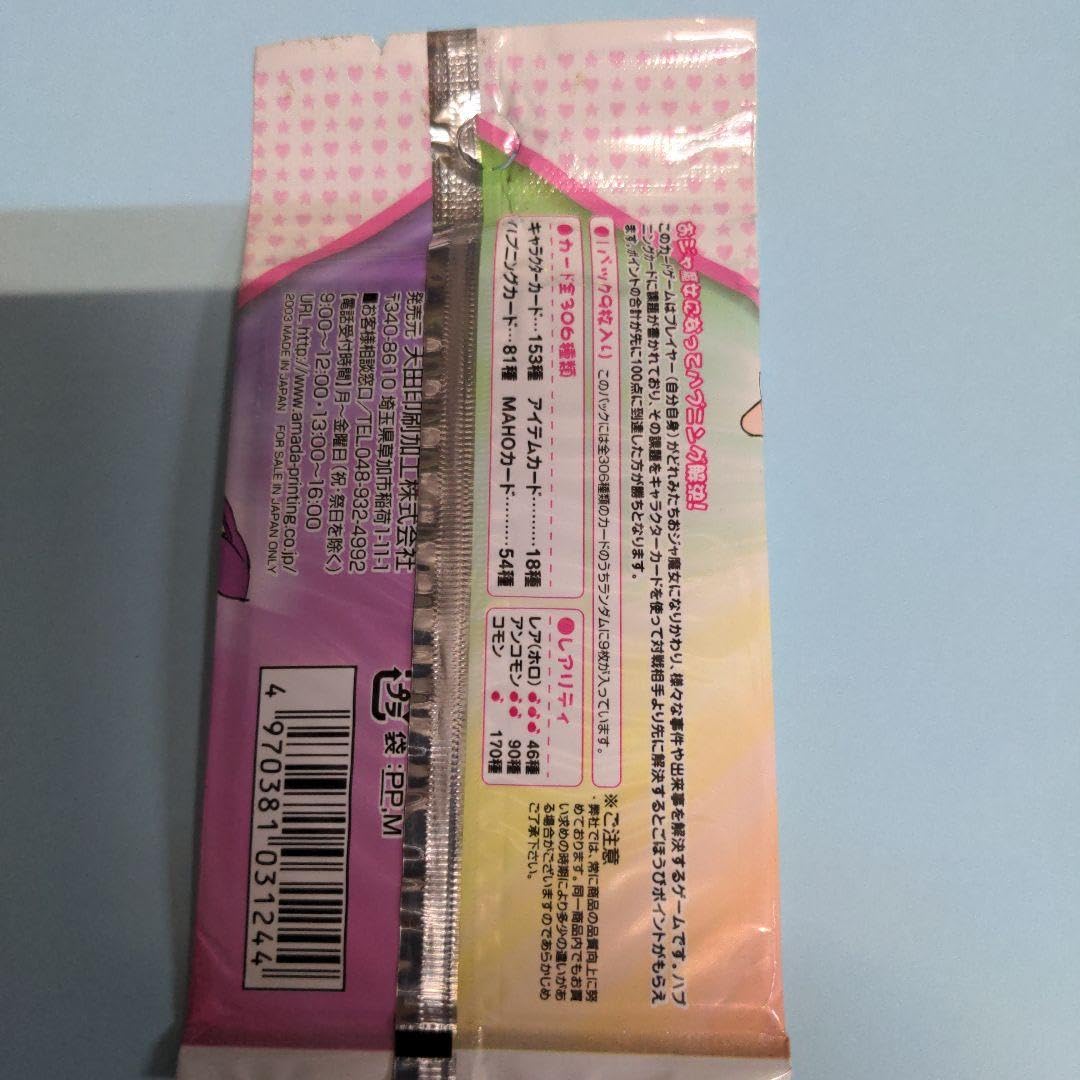 おジャ魔女になってハプニング解決!
このカードゲームはプレイヤー(自分自身)がどれみたちおジャ魔女になりかわり、様々な事件や出来事を解決するゲームです。ハプ
ニングカードに課題が書かれており、その課題をキャラクターカードを使って対戦相手より先に解決するとごほうびポイントがもらえ
ます。ポイントの合計が先に100点に到達した方が勝ちとなります。
●1パック9枚入り このパックには全306種類のカードのうちランダムに9枚が入っています。
●カード全306種類
キャラクターカード…153種 アイテムカード………18種
ハプニングカード…81種 MAHOカード………54種
●レアリティ
レア(ホロ) 46種
アンコモン 90種
コモン 170種
※ご注意
・弊社では、常に商品の品質向上に努
めております。同一商品内でもお買
い求めの時期により多少の違いがあ
る場合がございますのであらかじめ
ご了承下さい。
発売元 天田印刷加工株式会社
〒340-8610 埼玉県草加市稲荷1-11-1
■お客様相談窓口/TEL.048-932-4992
[電話受付時間]月〜金曜日(祝・祭日を除く)
9:00〜12:00・13:00〜16:00
URL http://www.amada-printing.co.jp/
2003 MADE IN JAPAN FOR SALE IN JAPAN ONLY
プラ 袋:PP,M
4 970381 031244